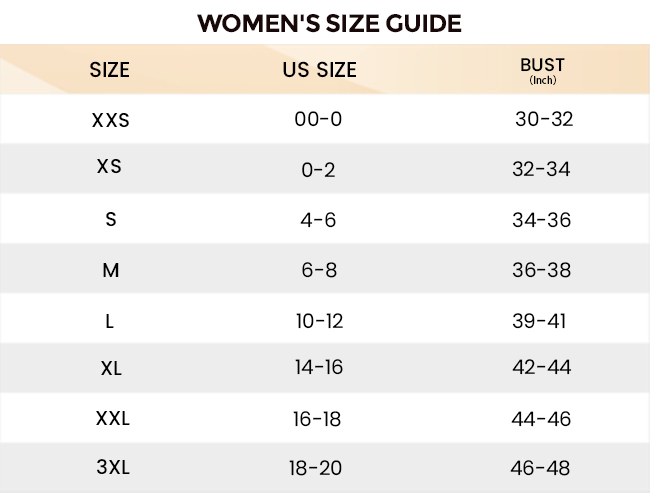 WOMEN'S SIZE GUIDE
SIZE US SIZE BUST
(Inch)
XXS 00-0 30-32
XS 0-2 32-34
S 4-6 34-36
M 6-8 36-38
L 10-12 39-41
XL 14-16 42-44
XXL 16-18 44-46
3XL 18-20 46-48